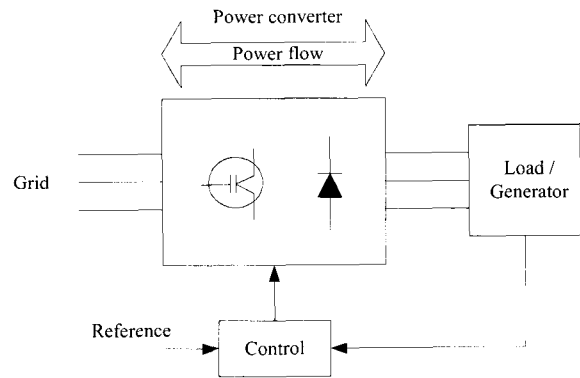 Power converter
Power flow
Grid
Load /
Generator
Reference
Control